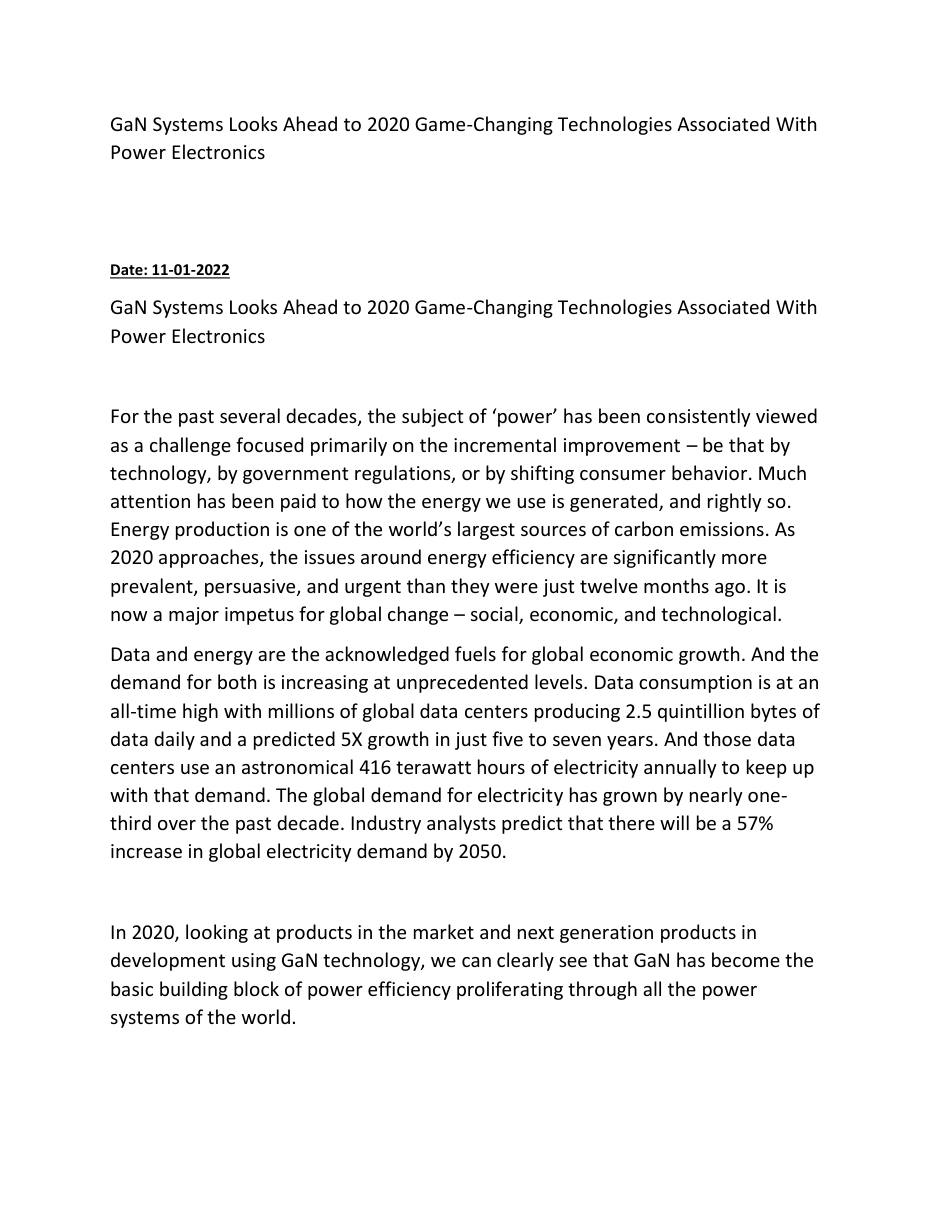 GaN Systems Looks Ahead to 2020 Game-Changing Technologies Associated With
Power Electronics
Date: 11-01-2022
GaN Systems Looks Ahead to 2020 Game-Changing Technologies Associated With
Power Electronics
For the past several decades, the subject of ‘power’ has been consistently viewed
as a challenge focused primarily on the incremental improvement – be that by
technology, by government regulations, or by shifting consumer behavior. Much
attention has been paid to how the energy we use is generated, and rightly so.
Energy production is one of the world’s largest sources of carbon emissions. As
2020 approaches, the issues around energy efficiency are significantly more
prevalent, persuasive, and urgent than they were just twelve months ago. It is
now a major impetus for global change – social, economic, and technological.
Data and energy are the acknowledged fuels for global economic growth. And the
demand for both is increasing at unprecedented levels. Data consumption is at an
all-time high with millions of global data centers producing 2.5 quintillion bytes of
data daily and a predicted 5X growth in just five to seven years. And those data
centers use an astronomical 416 terawatt hours of electricity annually to keep up
with that demand. The global demand for electricity has grown by nearly one-
third over the past decade. Industry analysts predict that there will be a 57%
increase in global electricity demand by 2050.
In 2020, looking at products in the market and next generation products in
development using GaN technology, we can clearly see that GaN has become the
basic building block of power efficiency proliferating through all the power
systems of the world.